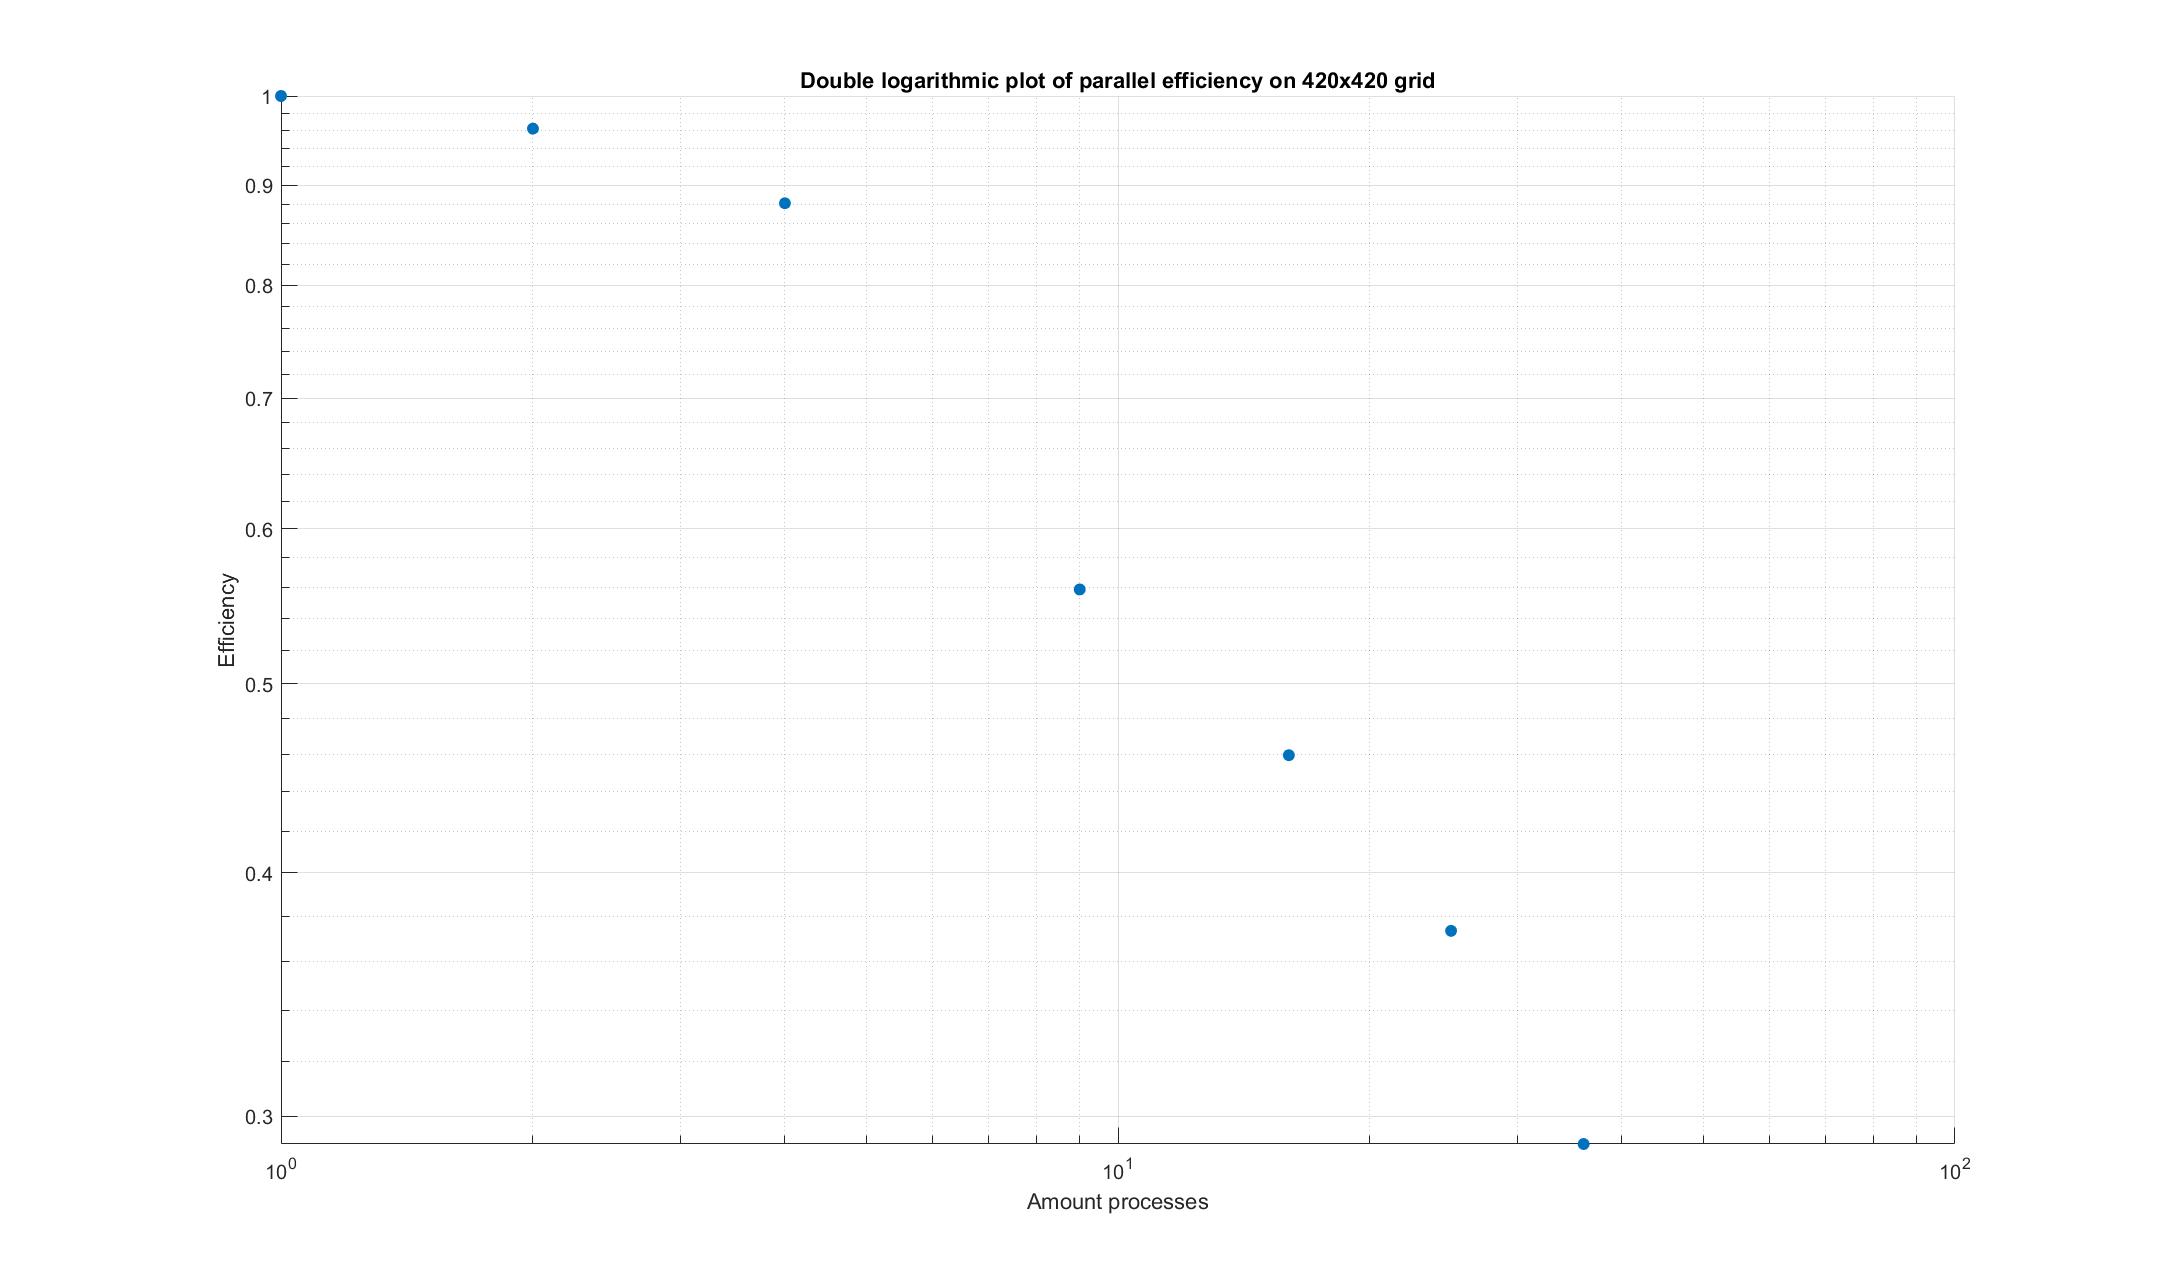 Double logarithmic plot of parallel efficiency on 420x420 grid
1
0.9
0.8
0.7
0.6
0.5
0.4
0.3
Efficiency
10^0 10^1 10^2
Amount processes